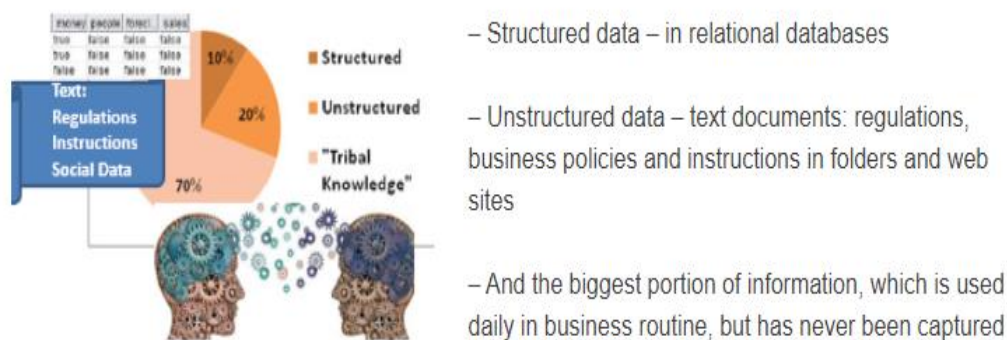 money people forect sales
true false false false
true false false false
false false false false
Text:
Regulations
Instructions
Social Data
10%
20%
70%
Structured
Unstructured
"Tribal
Knowledge"
– Structured data – in relational databases
– Unstructured data – text documents: regulations,
business policies and instructions in folders and web
sites
– And the biggest portion of information, which is used
daily in business routine, but has never been captured